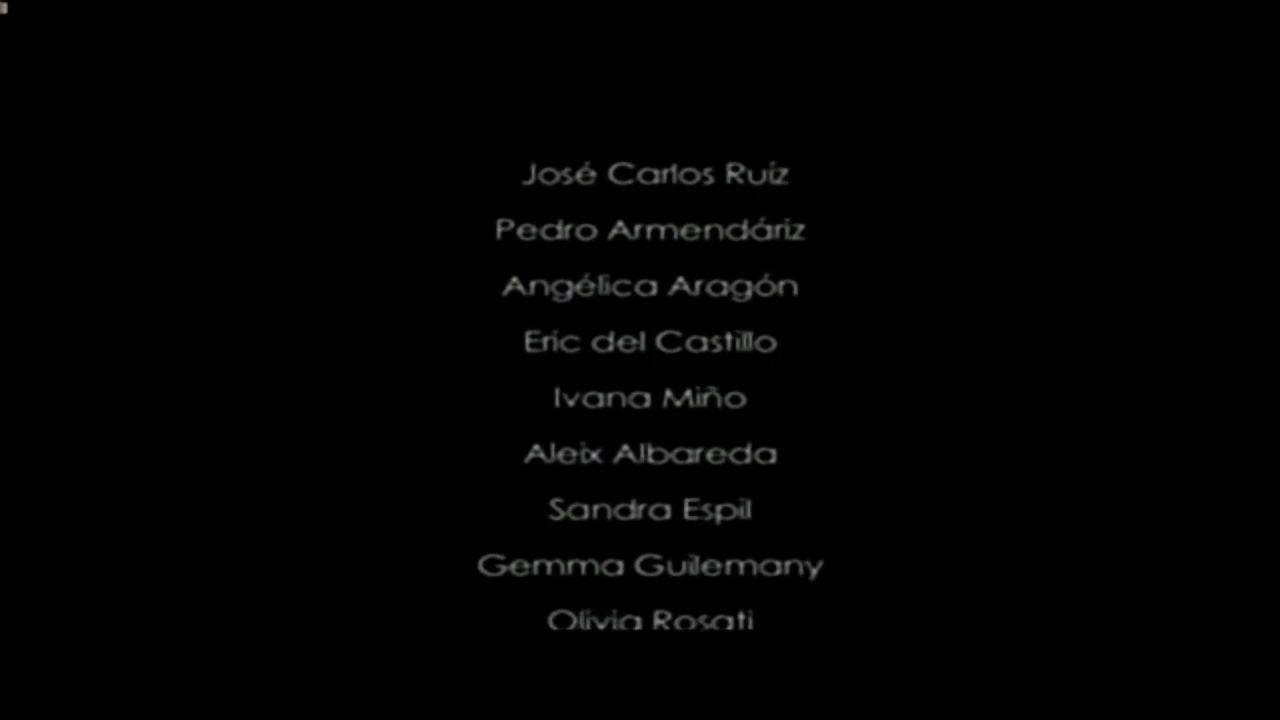 José Carlos Ruíz
Pedro Armendáriz
Angélica Aragón
Eric del Castillo
Ivana Miño
Aleix Albareda
Sandra Espil
Gemma Guilemany
Olivia Rosati